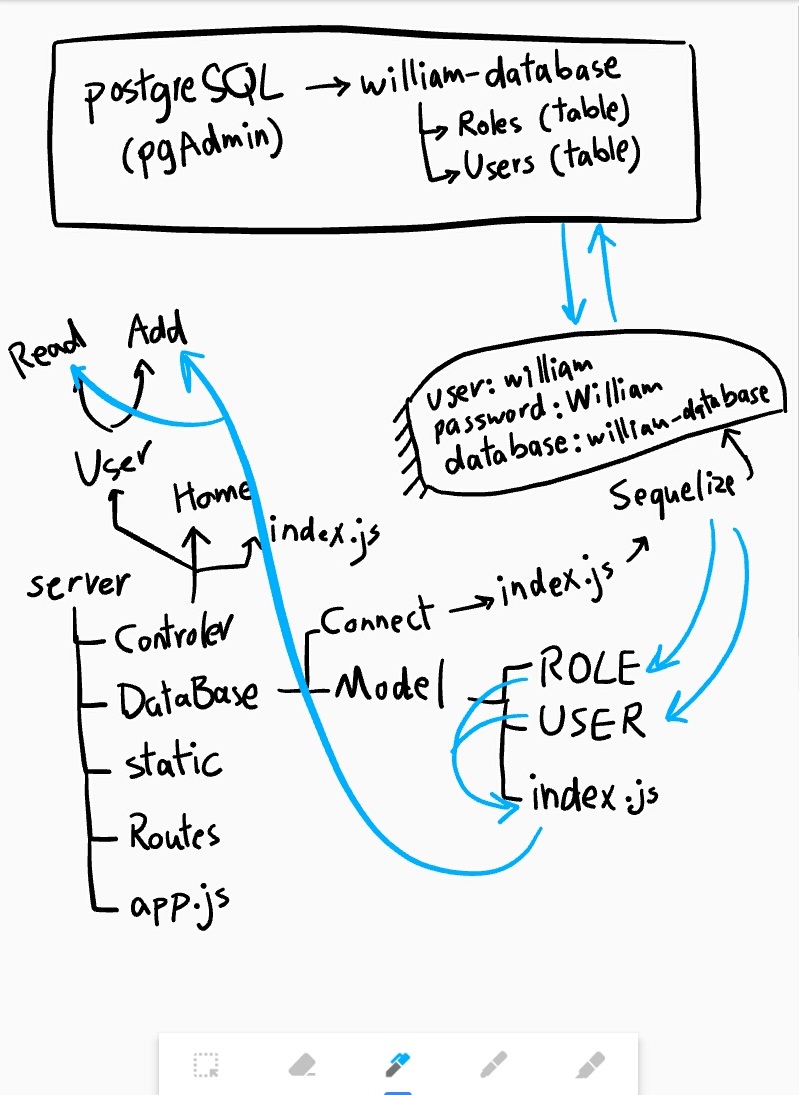 postgreSQL → william-database
(pgAdmin)
Roles (table)
Users (table)
Read
Add
user: william
password: William
database: willian-database
User
Home
index.js
Sequelize
server
Connect → index.js
Controler
DataBase
Model
ROLE
USER
index.js
static
Routes
app.js